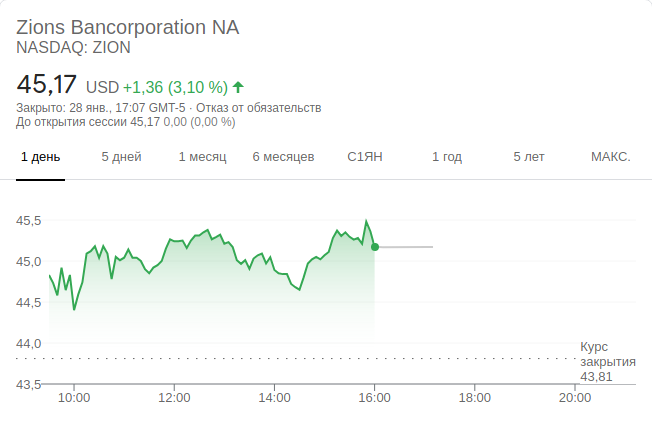 Zions Bancorporation NA
NASDAQ: ZION
45,17 USD +1,36 (3,10 %)
Закрыто: 28 янв., 17:07 GMT-5 · Отказ от обязательств
До открытия сессии 45,17 0,00 (0,00 %)
1 день 5 дней 1 месяц 6 месяцев С1ЯН 1 год 5 лет МАКС.
45,5
45,0
44,5
44,0
Курс
закрытия
43,81
43,5
10:00 12:00 14:00 16:00 18:00 20:00